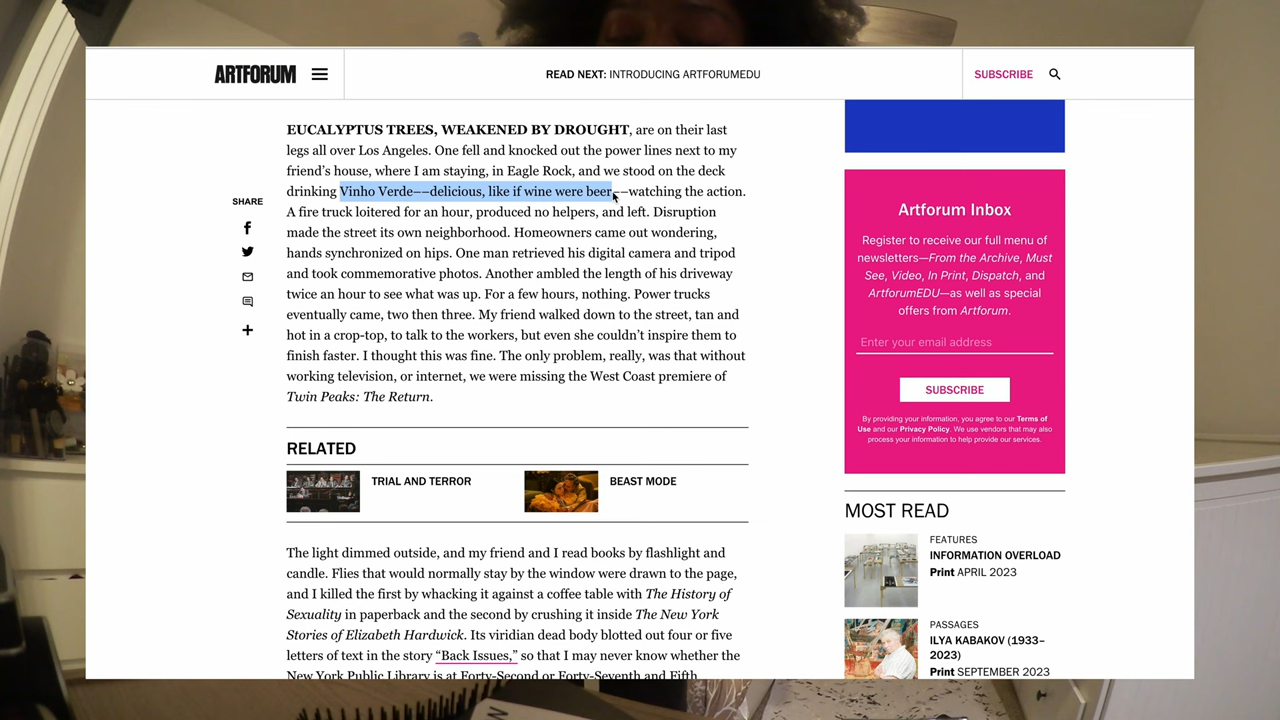 ARTFORUM
READ NEXT: INTRODUCING ARTFORUMEDU
SUBSCRIBE
SHARE
EUCALYPTUS TREES, WEAKENED BY DROUGHT, are on their last
legs all over Los Angeles. One fell and knocked out the power lines next to my
friend’s house, where I am staying, in Eagle Rock, and we stood on the deck
drinking Vinho Verde––delicious, like if wine were beer––watching the action.
A fire truck loitered for an hour, produced no helpers, and left. Disruption
made the street its own neighborhood. Homeowners came out wondering,
hands synchronized on hips. One man retrieved his digital camera and tripod
and took commemorative photos. Another ambled the length of his driveway
twice an hour to see what was up. For a few hours, nothing. Power trucks
eventually came, two then three. My friend walked down to the street, tan and
hot in a crop-top, to talk to the workers, but even she couldn’t inspire them to
finish faster. I thought this was fine. The only problem, really, was that without
working television, or internet, we were missing the West Coast premiere of
Twin Peaks: The Return.
RELATED
TRIAL AND TERROR
BEAST MODE
The light dimmed outside, and my friend and I read books by flashlight and
candle. Flies that would normally stay by the window were drawn to the page,
and I killed the first by whacking it against a coffee table with The History of
Sexuality in paperback and the second by crushing it inside The New York
Stories of Elizabeth Hardwick. Its viridian dead body blotted out four or five
letters of text in the story “Back Issues,” so that I may never know whether the
New York Public Library is at Forty-Second or Forty-Seventh and Fifth
Artforum Inbox
Register to receive our full menu of
newsletters—From the Archive, Must
See, Video, In Print, Dispatch, and
ArtforumEDU—as well as special
offers from Artforum.
Enter your email address
SUBSCRIBE
By providing your information, you agree to our Terms of
Use and our Privacy Policy. We use vendors that may also
process your information to help provide our services.
MOST READ
FEATURES
INFORMATION OVERLOAD
Print APRIL 2023
PASSAGES
ILYA KABAKOV (1933–
2023)
Print SEPTEMBER 2023